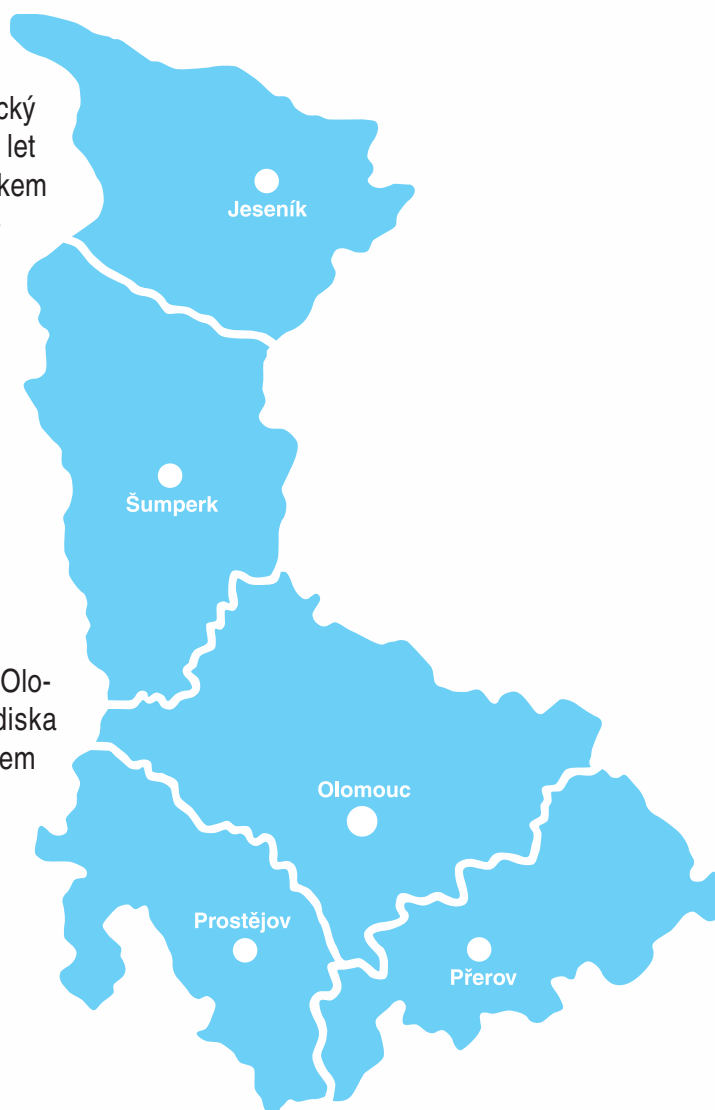 cký
let
kem
Jeseník
Šumperk
Olo-
diska
em
Olomouc
Prostějov
Přerov